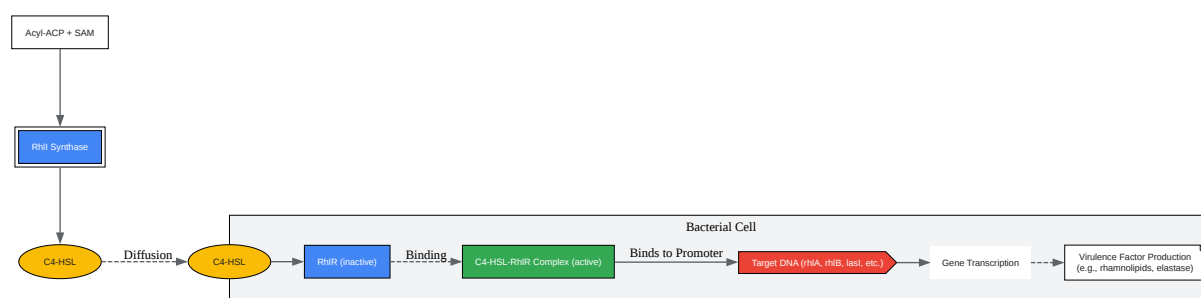 Acyl-ACP + SAM
RhlI Synthase
Bacterial Cell
C4-HSL
Diffusion
C4-HSL
RhlR (inactive)
Binding
C4-HSL-RhlR Complex (active)
Binds to Promoter
Target DNA (rhlA, rhlB, lasI, etc.)
Gene Transcription
Virulence Factor Production
(e.g., rhamnolipids, elastase)